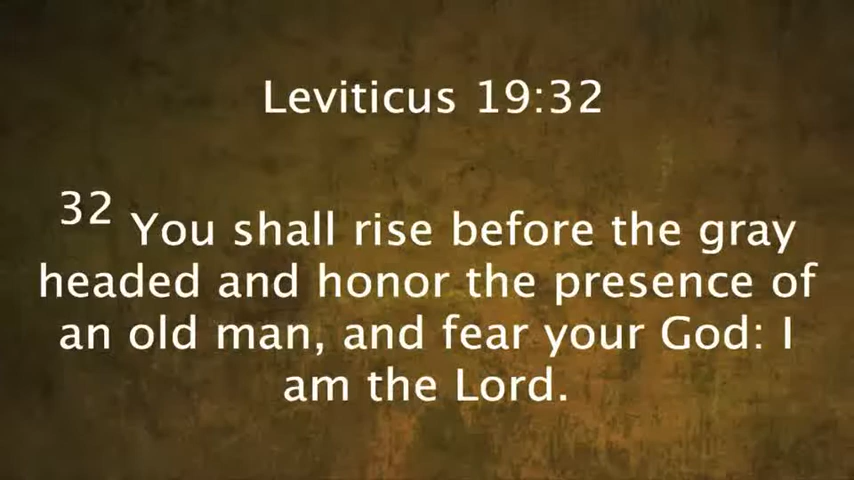 Leviticus 19:32
32 You shall rise before the gray
headed and honor the presence of
an old man, and fear your God: I
am the Lord.